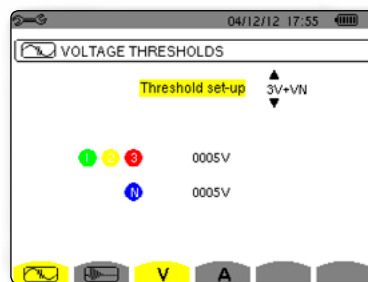 04/12/12 17:55
VOLTAGE THRESHOLDS
Threshold set-up 3V+VN
1 2 3 0005V
N 0005V
V A